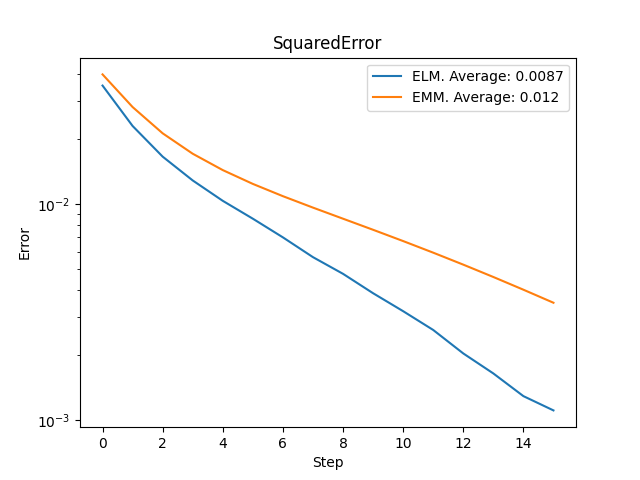 SquaredError
ELM. Average: 0.0087
EMM. Average: 0.012
Error
10⁻²
10⁻³
0 2 4 6 8 10 12 14
Step